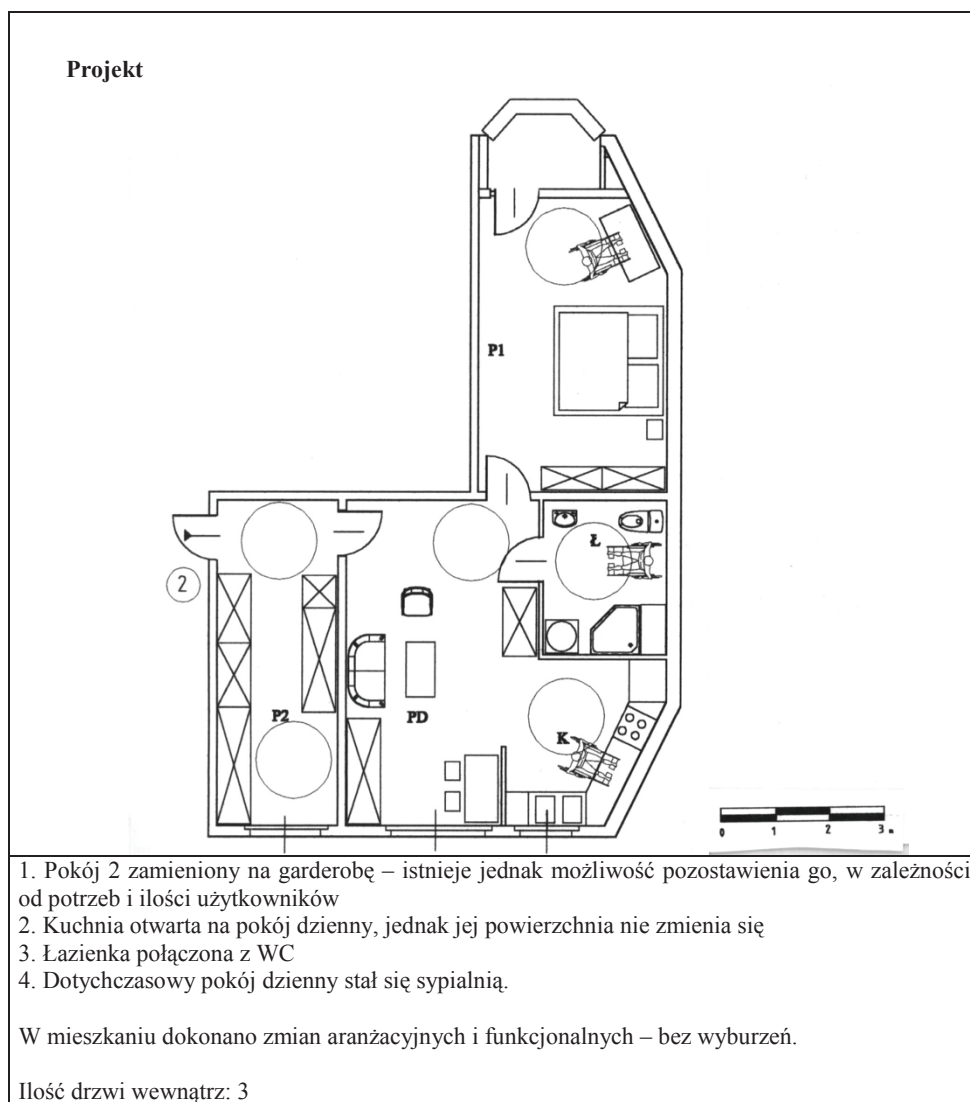 Projekt
P1
Ł
2
P2
PD
K
0 1 2 3 m
1. Pokój 2 zamieniony na garderobę – istnieje jednak możliwość pozostawienia go, w zależności
od potrzeb i ilości użytkowników
2. Kuchnia otwarta na pokój dzienny, jednak jej powierzchnia nie zmienia się
3. Łazienka połączona z WC
4. Dotychczasowy pokój dzienny stał się sypialnią.
W mieszkaniu dokonano zmian aranżacyjnych i funkcjonalnych – bez wyburzeń.
Ilość drzwi wewnątrz: 3